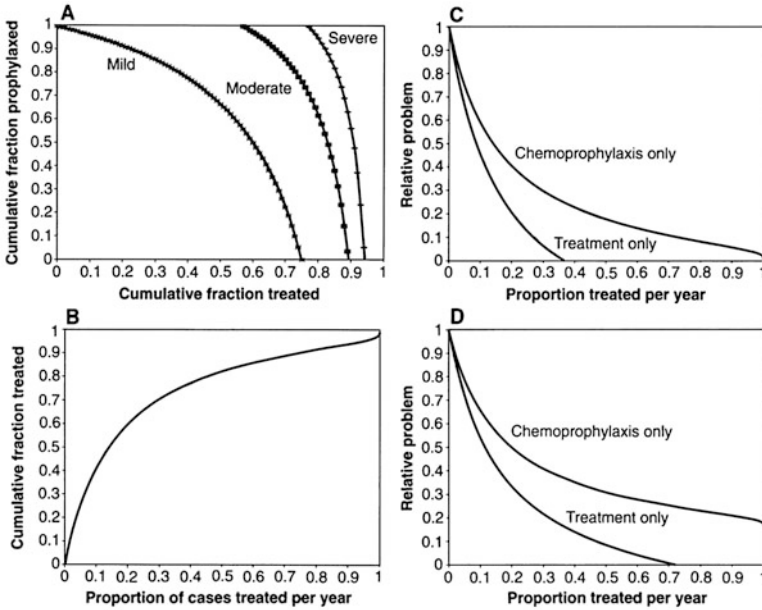 A
1
0.9
0.8
0.7
0.6
0.5
0.4
0.3
0.2
0.1
0
Cumulative fraction prophylaxed
Mild
Moderate
Severe
0 0.1 0.2 0.3 0.4 0.5 0.6 0.7 0.8 0.9 1
Cumulative fraction treated
B
1
0.9
0.8
0.7
0.6
0.5
0.4
0.3
0.2
0.1
0
Cumulative fraction treated
0 0.1 0.2 0.3 0.4 0.5 0.6 0.7 0.8 0.9 1
Proportion of cases treated per year
C
1
0.9
0.8
0.7
0.6
0.5
0.4
0.3
0.2
0.1
0
Relative problem
Chemoprophylaxis only
Treatment only
0 0.1 0.2 0.3 0.4 0.5 0.6 0.7 0.8 0.9 1
Proportion treated per year
D
1
0.9
0.8
0.7
0.6
0.5
0.4
0.3
0.2
0.1
0
Relative problem
Chemoprophylaxis only
Treatment only
0 0.1 0.2 0.3 0.4 0.5 0.6 0.7 0.8 0.9 1
Proportion treated per year